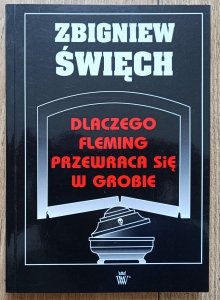 ZBIGNIEW
ŚWIĘCH
DLACZEGO
FLEMING
PRZEWRACA SIĘ
W GROBIE